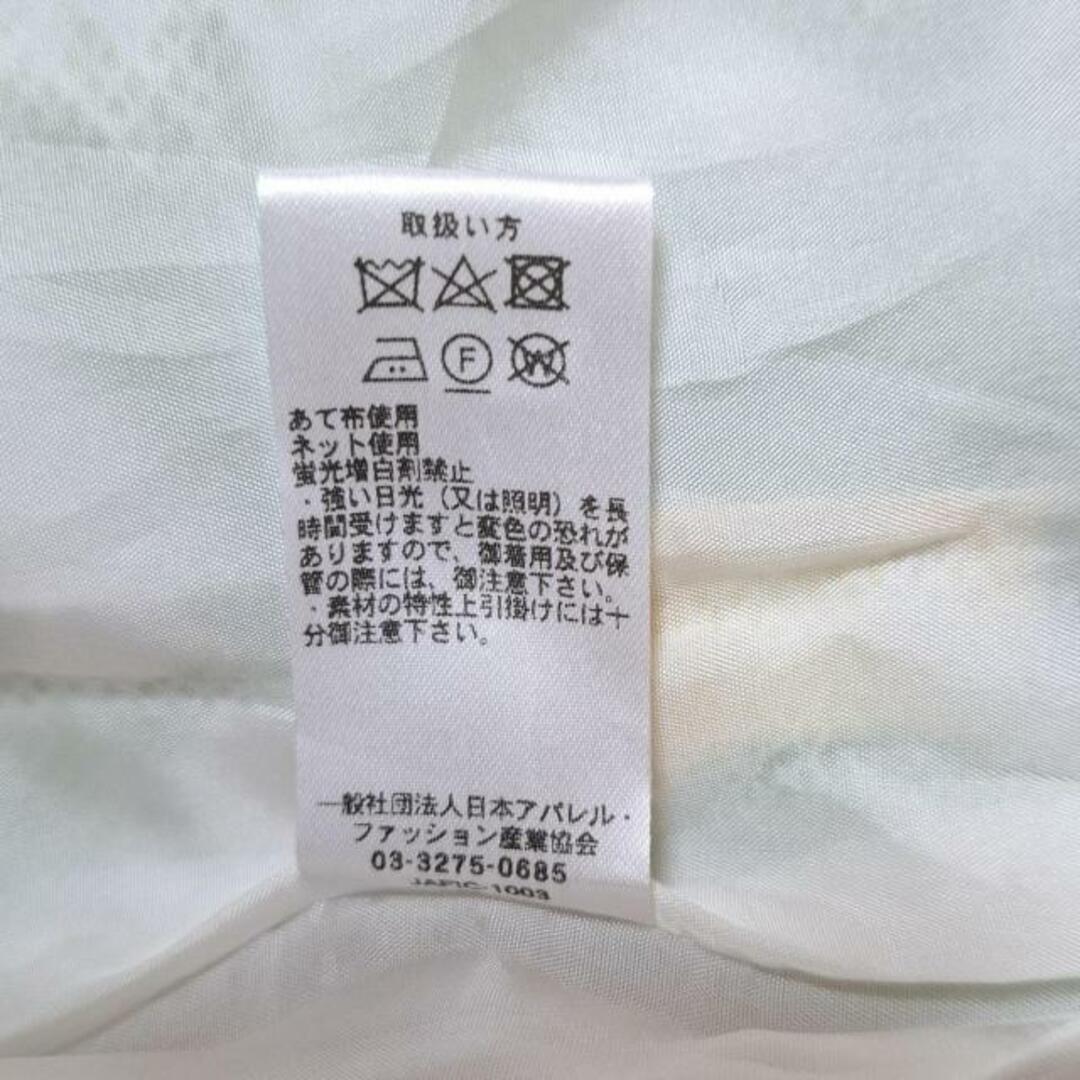 取扱い方
F W
あて布使用
ネット使用
蛍光増白剤禁止
・強い日光（又は照明）を長
時間受けますと変色の恐れが
ありますので、御着用及び保
管の際には、御注意下さい。
・素材の特性上引掛けには十
分御注意下さい。
一般社団法人日本アパレル・
ファッション産業協会
03-3275-0685
JAFIC-1003